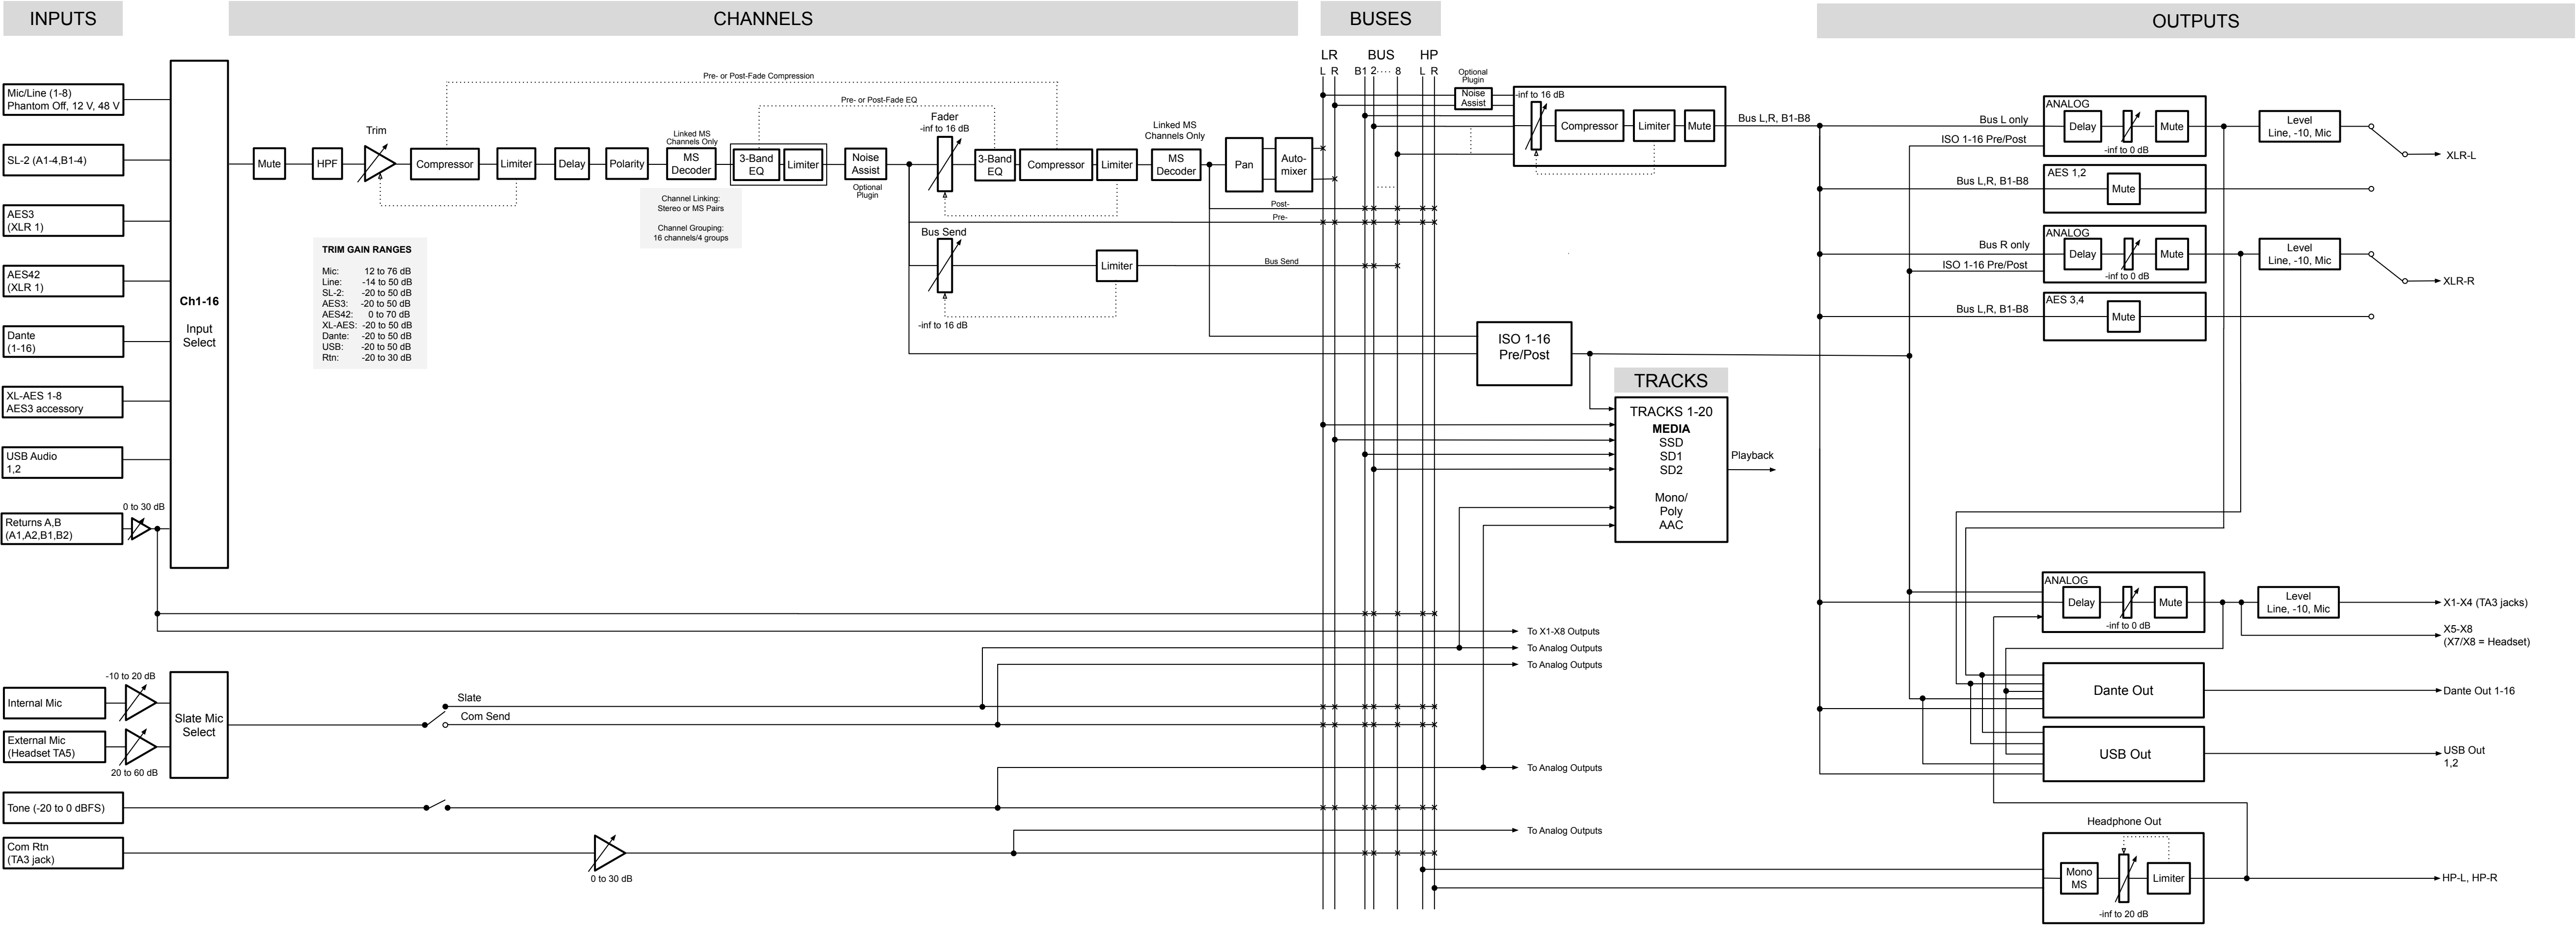 INPUTS
CHANNELS
BUSES
OUTPUTS
LR
BUS
HP
L R
B1 2 ···· 8
L R
Mic/Line (1-8)
Phantom Off, 12 V, 48 V
SL-2 (A1-4,B1-4)
AES3
(XLR 1)
AES42
(XLR 1)
Dante
(1-16)
XL-AES 1-8
AES3 accessory
USB Audio
1,2
0 to 30 dB
Returns A,B
(A1,A2,B1,B2)
Ch1-16
Input
Select
Mute
HPF
Trim
Pre- or Post-Fade Compression
Compressor
Limiter
Delay
Polarity
Linked MS
Channels Only
MS
Decoder
Pre- or Post-Fade EQ
3-Band
EQ
Limiter
Noise
Assist
Optional
Plugin
Channel Linking:
Stereo or MS Pairs
Channel Grouping:
16 channels/4 groups
TRIM GAIN RANGES
Mic: 12 to 76 dB
Line: -14 to 50 dB
SL-2: -20 to 50 dB
AES3: -20 to 50 dB
AES42: 0 to 70 dB
XL-AES: -20 to 50 dB
Dante: -20 to 50 dB
USB: -20 to 50 dB
Rtn: -20 to 30 dB
Fader
-inf to 16 dB
3-Band
EQ
Compressor
Limiter
Linked MS
Channels Only
MS
Decoder
Pan
Auto-
mixer
Post-
Pre-
Bus Send
Limiter
Bus Send
-inf to 16 dB
Optional
Plugin
Noise
Assist
-inf to 16 dB
Compressor
Limiter
Mute
Bus L,R, B1-B8
ISO 1-16
Pre/Post
TRACKS
TRACKS 1-20
MEDIA
SSD
SD1
SD2
Mono/
Poly
AAC
Playback
Bus L only
ISO 1-16 Pre/Post
ANALOG
Delay
Mute
-inf to 0 dB
Level
Line, -10, Mic
XLR-L
Bus L,R, B1-B8
AES 1,2
Mute
Bus R only
ISO 1-16 Pre/Post
ANALOG
Delay
Mute
-inf to 0 dB
Level
Line, -10, Mic
XLR-R
Bus L,R, B1-B8
AES 3,4
Mute
ANALOG
Delay
Mute
-inf to 0 dB
Level
Line, -10, Mic
X1-X4 (TA3 jacks)
X5-X8
(X7/X8 = Headset)
Dante Out
Dante Out 1-16
USB Out
USB Out
1,2
Headphone Out
Mono
MS
Limiter
-inf to 20 dB
HP-L, HP-R
To X1-X8 Outputs
To Analog Outputs
To Analog Outputs
-10 to 20 dB
Internal Mic
External Mic
(Headset TA5)
20 to 60 dB
Slate Mic
Select
Slate
Com Send
To Analog Outputs
Tone (-20 to 0 dBFS)
To Analog Outputs
Com Rtn
(TA3 jack)
0 to 30 dB